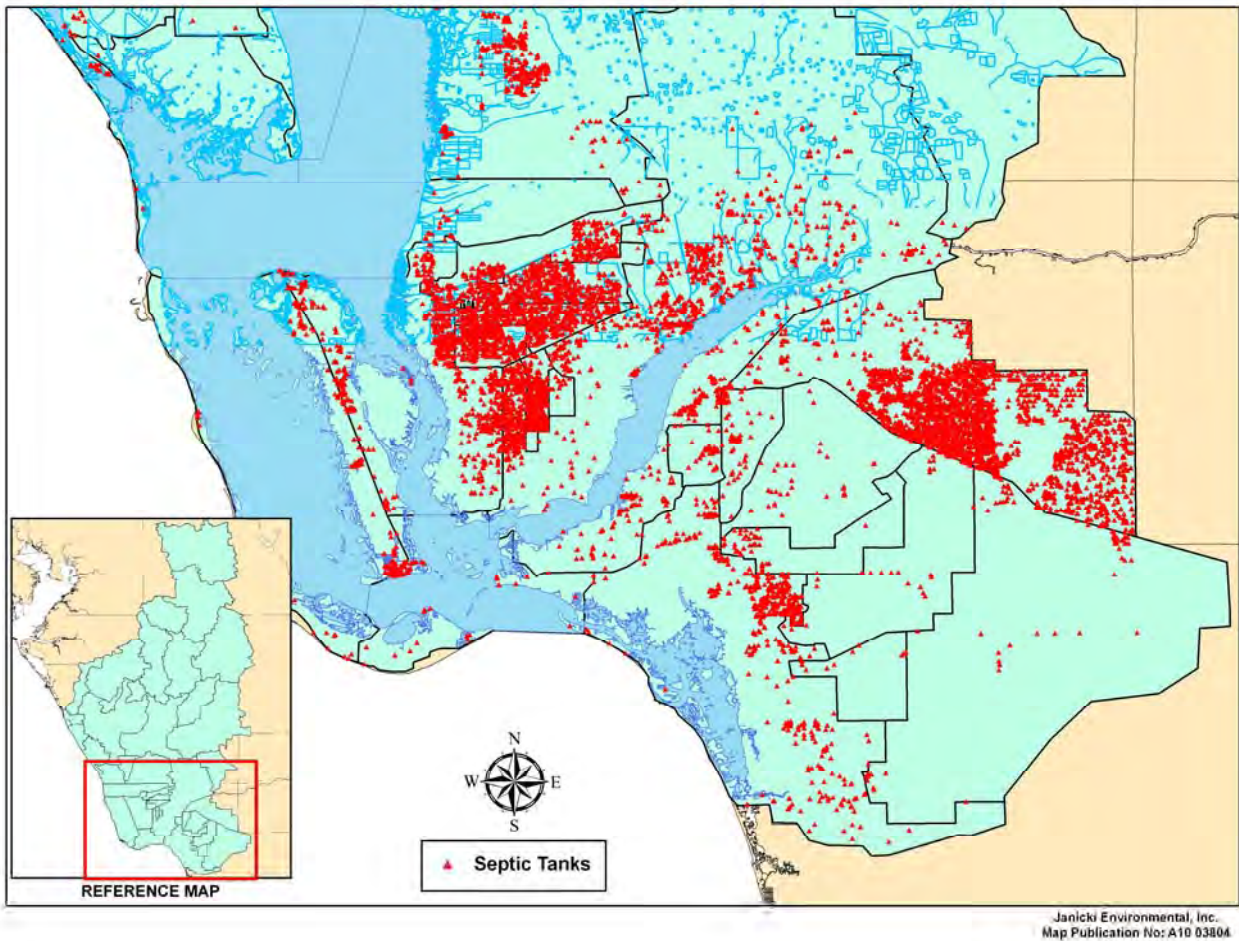 N
W E
S
Septic Tanks
REFERENCE MAP
Janicki Environmental, Inc.
Map Publication No: A10 03804